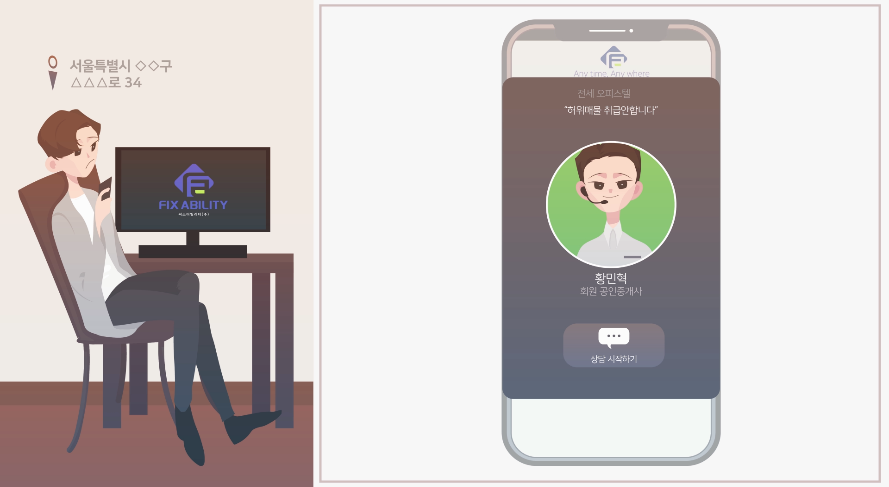 서울특별시 ◇◇구
△△△로 34
FIXABILITY
Any time, Any where
전세 오피스텔
"허위매물 취급안합니다"
황민혁
회원 공인중개사
상담 시작하기